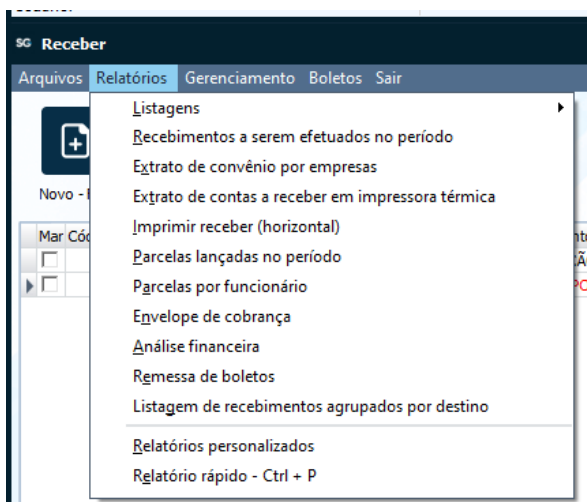 SG Receber
Arquivos Relatórios Gerenciamento Boletos Sair
Listagens
Recebimentos a serem efetuados no período
Extrato de convênio por empresas
Extrato de contas a receber em impressora térmica
Novo -
Imprimir receber (horizontal)
Mar Cód
Parcelas lançadas no período
Parcelas por funcionário
Envelope de cobrança
Análise financeira
Remessa de boletos
Listagem de recebimentos agrupados por destino
Relatórios personalizados
Relatório rápido - Ctrl + P